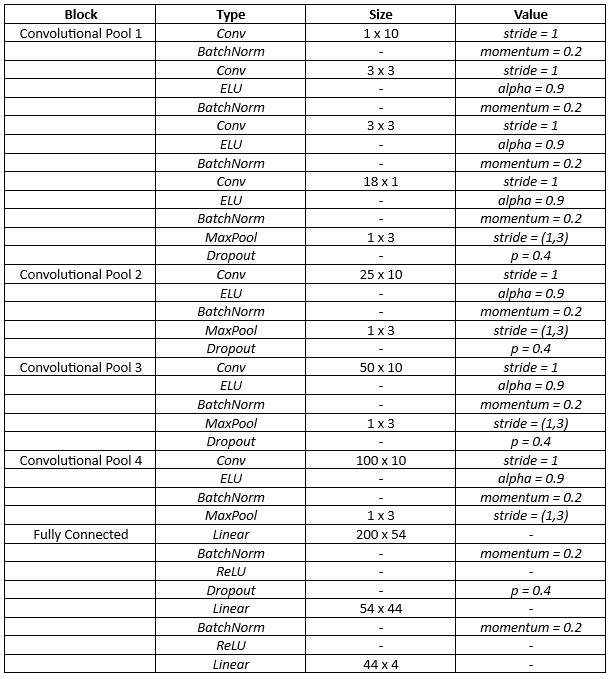 Block Type Size Value
Convolutional Pool 1 Conv 1 x 10 stride = 1
BatchNorm - momentum = 0.2
Conv 3 x 3 stride = 1
ELU - alpha = 0.9
BatchNorm - momentum = 0.2
Conv 3 x 3 stride = 1
ELU - alpha = 0.9
BatchNorm - momentum = 0.2
Conv 18 x 1 stride = 1
ELU - alpha = 0.9
BatchNorm - momentum = 0.2
MaxPool 1 x 3 stride = (1,3)
Dropout - p = 0.4
Convolutional Pool 2 Conv 25 x 10 stride = 1
ELU - alpha = 0.9
BatchNorm - momentum = 0.2
MaxPool 1 x 3 stride = (1,3)
Dropout - p = 0.4
Convolutional Pool 3 Conv 50 x 10 stride = 1
ELU - alpha = 0.9
BatchNorm - momentum = 0.2
MaxPool 1 x 3 stride = (1,3)
Dropout - p = 0.4
Convolutional Pool 4 Conv 100 x 10 stride = 1
ELU - alpha = 0.9
BatchNorm - momentum = 0.2
MaxPool 1 x 3 stride = (1,3)
Fully Connected Linear 200 x 54 -
BatchNorm - momentum = 0.2
ReLU - -
Dropout - p = 0.4
Linear 54 x 44 -
BatchNorm - momentum = 0.2
ReLU - -
Linear 44 x 4 -